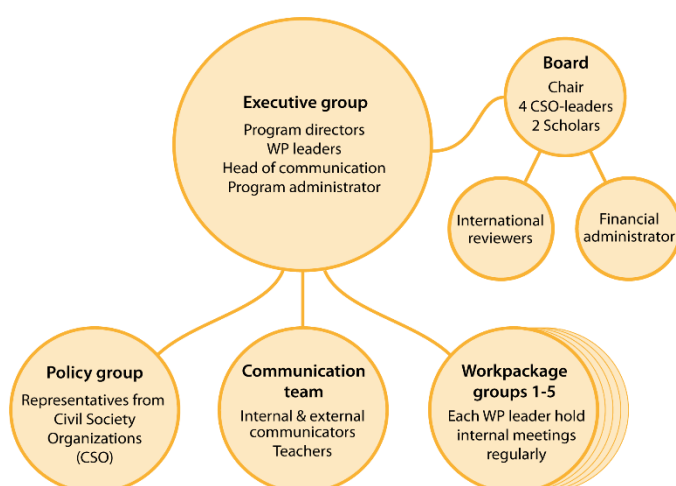 Executive group
Program directors
WP leaders
Head of communication
Program administrator
Board
Chair
4 CSO-leaders
2 Scholars
International
reviewers
Financial
administrator
Policy group
Representatives from
Civil Society
Organizations
(CSO)
Communication
team
Internal & external
communicators
Teachers
Workpackage
groups 1-5
Each WP leader hold
internal meetings
regularly